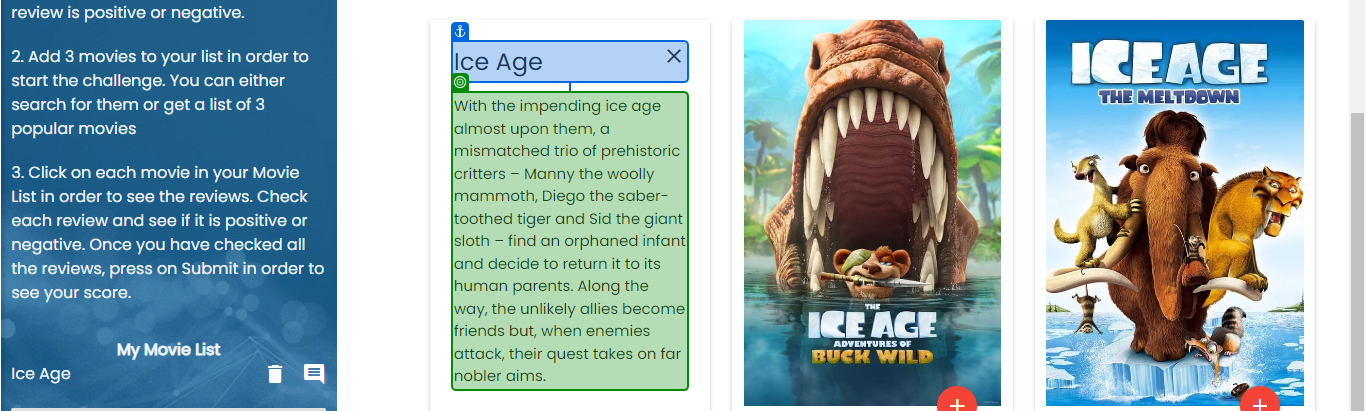 review is positive or negative.
2. Add 3 movies to your list in order to
start the challenge. You can either
search for them or get a list of 3
popular movies
3. Click on each movie in your Movie
List in order to see the reviews. Check
each review and see if it is positive or
negative. Once you have checked all
the reviews, press on Submit in order to
see your score.
My Movie List
Ice Age
Ice Age
With the impending ice age
almost upon them, a
mismatched trio of prehistoric
critters – Manny the woolly
mammoth, Diego the saber-
toothed tiger and Sid the giant
sloth – find an orphaned infant
and decide to return it to its
human parents. Along the
way, the unlikely allies become
friends but, when enemies
attack, their quest takes on far
nobler aims.
THE
ICE AGE
ADVENTURES OF
BUCK WILD
ICE AGE
THE MELTDOWN